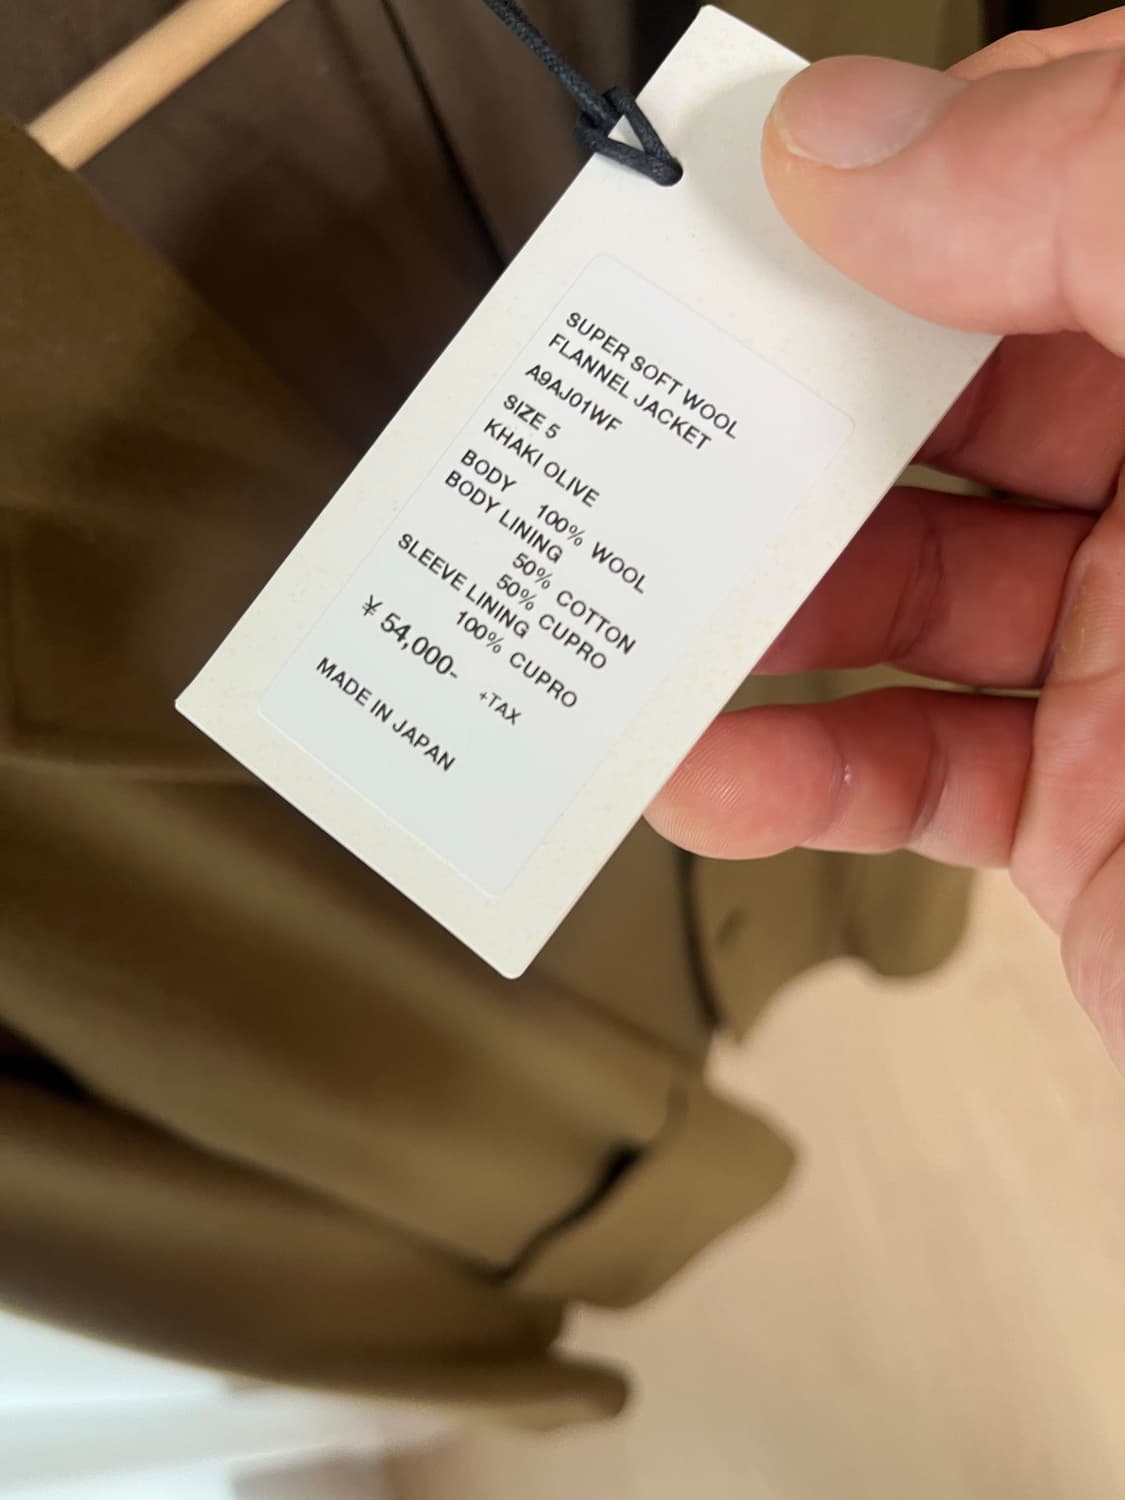 SUPER SOFT WOOL
FLANNEL JACKET
A9AJ01WF
SIZE 5
KHAKI OLIVE
BODY 100% WOOL
BODY LINING
50% COTTON
50% CUPRO
SLEEVE LINING
100% CUPRO
¥ 54,000- +TAX
MADE IN JAPAN